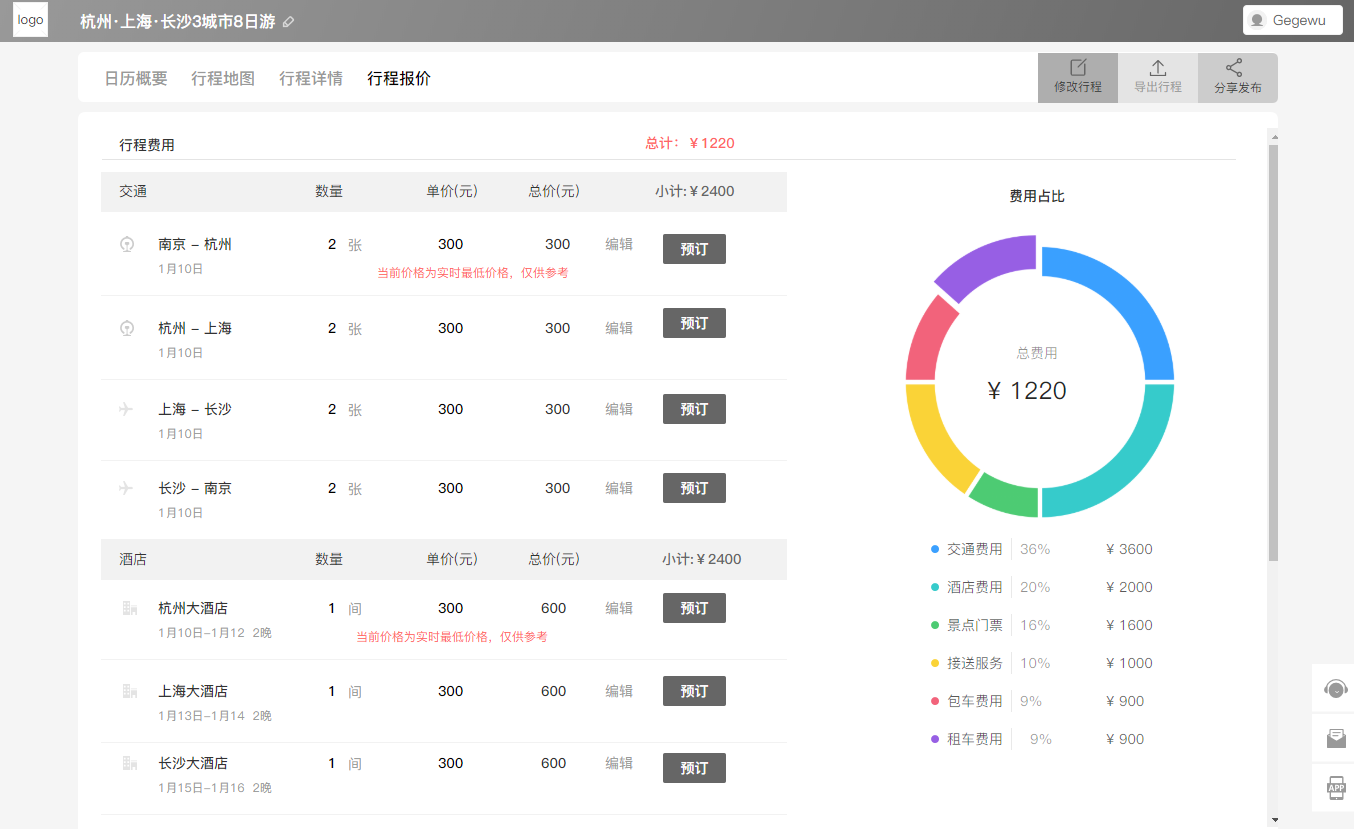 logo
杭州·上海·长沙3城市8日游
Gegewu
日历概要 行程地图 行程详情 行程报价
修改行程 导出行程 分享发布
行程费用 总计：￥1220
交通 数量 单价(元) 总价(元) 小计:￥2400
南京 – 杭州 2 张 300 300 编辑 预订
1月10日 当前价格为实时最低价格，仅供参考
杭州 – 上海 2 张 300 300 编辑 预订
1月10日
上海 – 长沙 2 张 300 300 编辑 预订
1月10日
长沙 – 南京 2 张 300 300 编辑 预订
1月10日
酒店 数量 单价(元) 总价(元) 小计:￥2400
杭州大酒店 1 间 300 600 编辑 预订
1月10日–1月12 2晚 当前价格为实时最低价格，仅供参考
上海大酒店 1 间 300 600 编辑 预订
1月13日–1月14 2晚
长沙大酒店 1 间 300 600 编辑 预订
1月15日–1月16 2晚
费用占比
总费用
￥ 1220
交通费用 36% ￥ 3600
酒店费用 20% ￥ 2000
景点门票 16% ￥ 1600
接送服务 10% ￥ 1000
包车费用 9% ￥ 900
租车费用 9% ￥ 900
APP